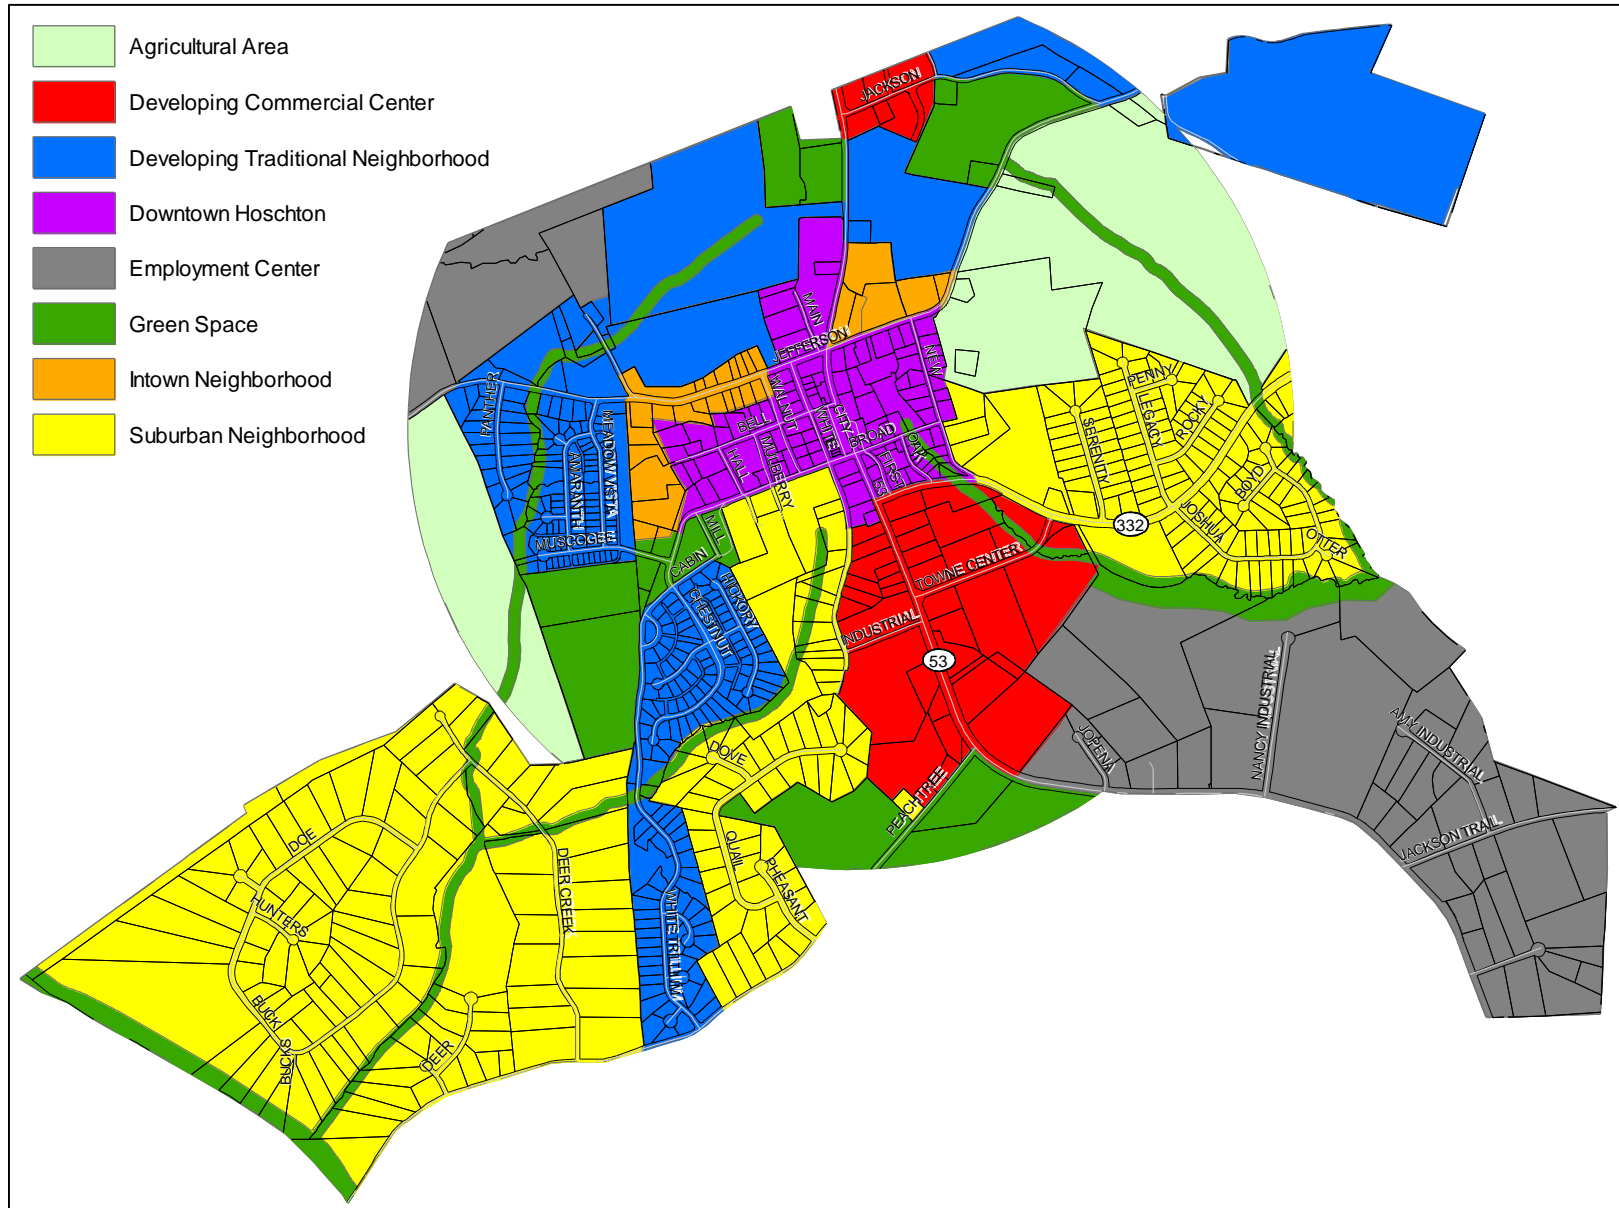 Agricultural Area
Developing Commercial Center
Developing Traditional Neighborhood
Downtown Hoschton
Employment Center
Green Space
Intown Neighborhood
Suburban Neighborhood
JACKSON
MAIN
JEFFERSON
NEW
PANTHER
WALNUT
PENNY
LEGACY
ROCKY
MEADOW VISTA
BELL
WHITE
CITY
BROAD
OAK
SERENITY
AMARANTH
HALL
MULBERRY
FIRST
53
BOYD
MUSCOGEE
MILL
332
JOSHUA
OTTER
CABIN
HICKORY
CHESTNUT
TOWNE CENTER
INDUSTRIAL
53
NANCY INDUSTRIAL
AMY INDUSTRIAL
JOPENA
DOVE
PEACHTREE
JACKSON TRAIL
DOE
QUAIL
PHEASANT
DEER CREEK
HUNTERS
WHITE TRILLIUM
BUCK
BUCKS
DEER